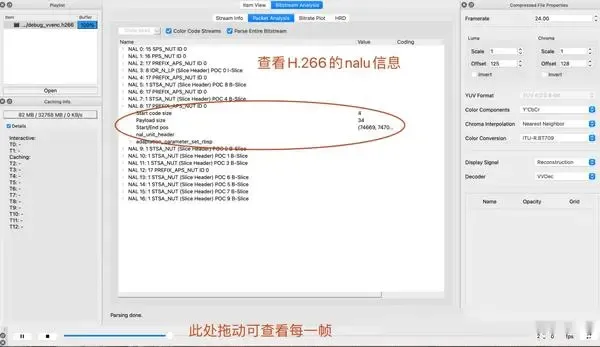 Playlist
Item
Buffer
.../debug_vvenc.h266
100%
Open
Caching Info
82 MB / 32768 MB / 0 KB/s
Details
Interactive:
T0: -
T1: -
Caching:
T2: -
T3: -
T4: -
T5: -
T6: -
T7: -
T8: -
T9: -
T10: -
T11: -
T12: -
Item View
Bitstream Analysis
Stream Info
Packet Analysis
Bitrate Plot
HRD
Color Code Streams
Parse Entire Bitstream
Name
Value
Coding
NAL 0: 15 SPS_NUT ID 0
NAL 1: 16 PPS_NUT ID 0
NAL 2: 17 PREFIX_APS_NUT ID 0
NAL 3: 8 IDR_N_LP (Slice Header) POC 0 I-Slice
NAL 4: 17 PREFIX_APS_NUT ID 0
NAL 5: 1 STSA_NUT (Slice Header) POC 8 B-Slice
NAL 6: 17 PREFIX_APS_NUT ID 0
NAL 7: 1 STSA_NUT (Slice Header) POC 4 B-Slice
NAL 8: 17 PREFIX_APS_NUT ID 0
Start code size
4
Payload size
34
Start/End pos
(74669, 7470...
nal_unit_header
adaptation_parameter_set_rbsp
NAL 10: 1 STSA_NUT (Slice Header) POC 1 B-Slice
NAL 11: 1 STSA_NUT (Slice Header) POC 3 B-Slice
NAL 12: 17 PREFIX_APS_NUT ID 0
NAL 13: 1 STSA_NUT (Slice Header) POC 6 B-Slice
NAL 14: 1 STSA_NUT (Slice Header) POC 5 B-Slice
NAL 15: 1 STSA_NUT (Slice Header) POC 7 B-Slice
NAL 16: 1 STSA_NUT (Slice Header) POC 9 B-Slice
查看H.266的nalu信息
Parsing done.
此处拖动可查看每一帧
Compressed File Properties
Framerate
24.00
Luma
Chroma
Scale
1
Scale
1
Offset
125
Offset
128
Invert
Invert
YUV Format
Color Components
Y'CbCr
Chroma Interpolation
Nearest Neighbor
Color Conversion
ITU-R.BT709
Display Signal
Reconstruction
Decoder
VVDec
Name
Opacity
Grid
fps